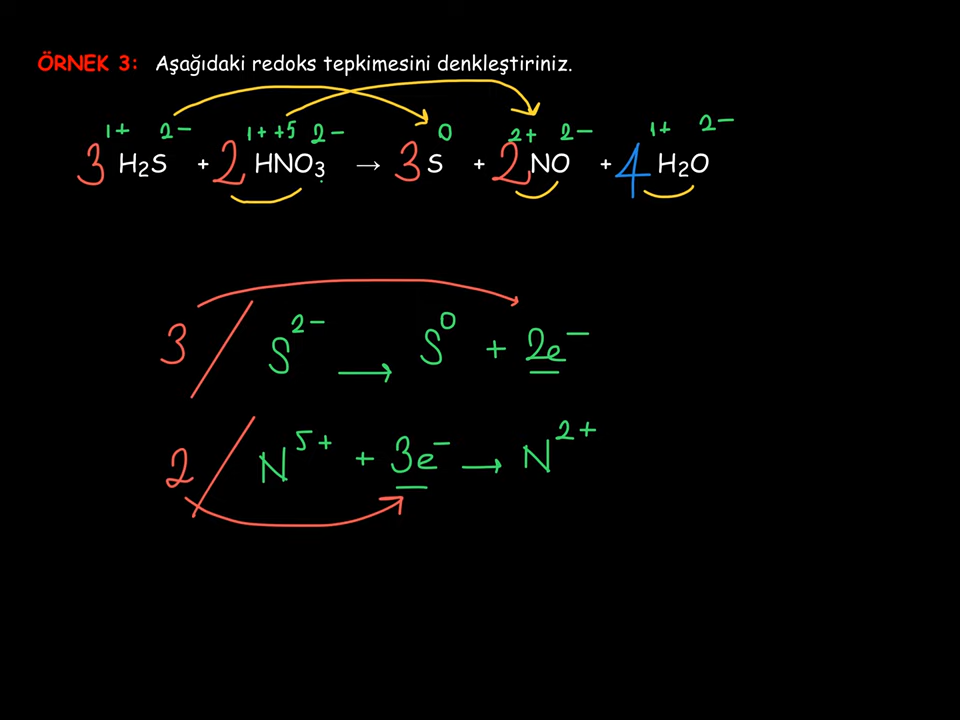 ÖRNEK 3: Aşağıdaki redoks tepkimesini denkleştiriniz.
1+ 2− 1+ +5 2− 0 2+ 2− 1+ 2−
3 H₂S + 2 HNO₃ → 3 S + 2 NO + 4 H₂O
3 / S²⁻ → S⁰ + 2e⁻
2 / N⁵⁺ + 3e⁻ → N²⁺